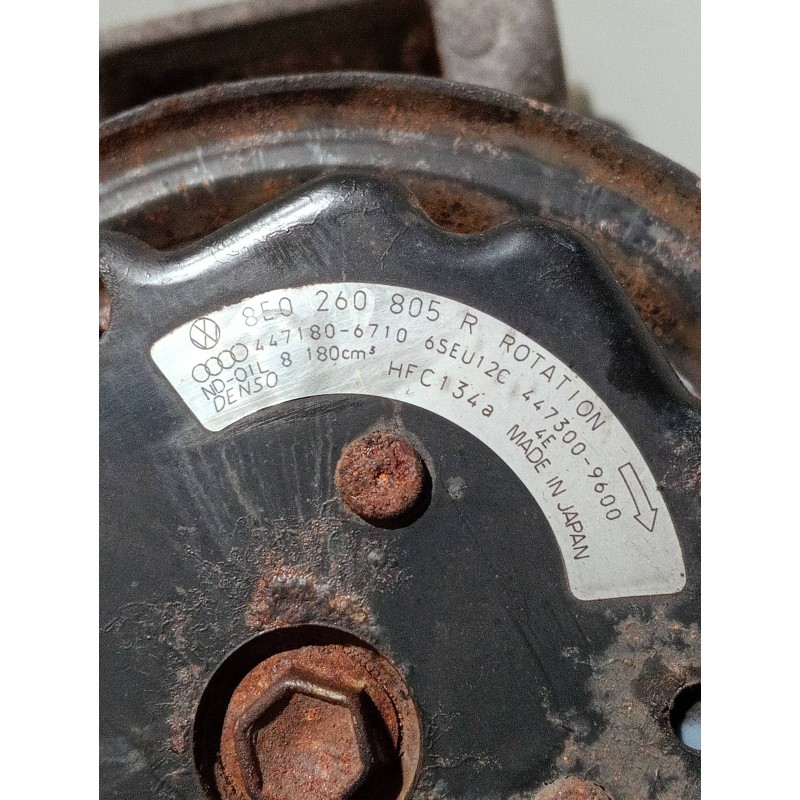 8E0 260 805 R ROTATION
447180-6710 6SEU12C 447300-9600
ND-OIL 8 180cm³ HFC134a 4E
DENSO MADE IN JAPAN